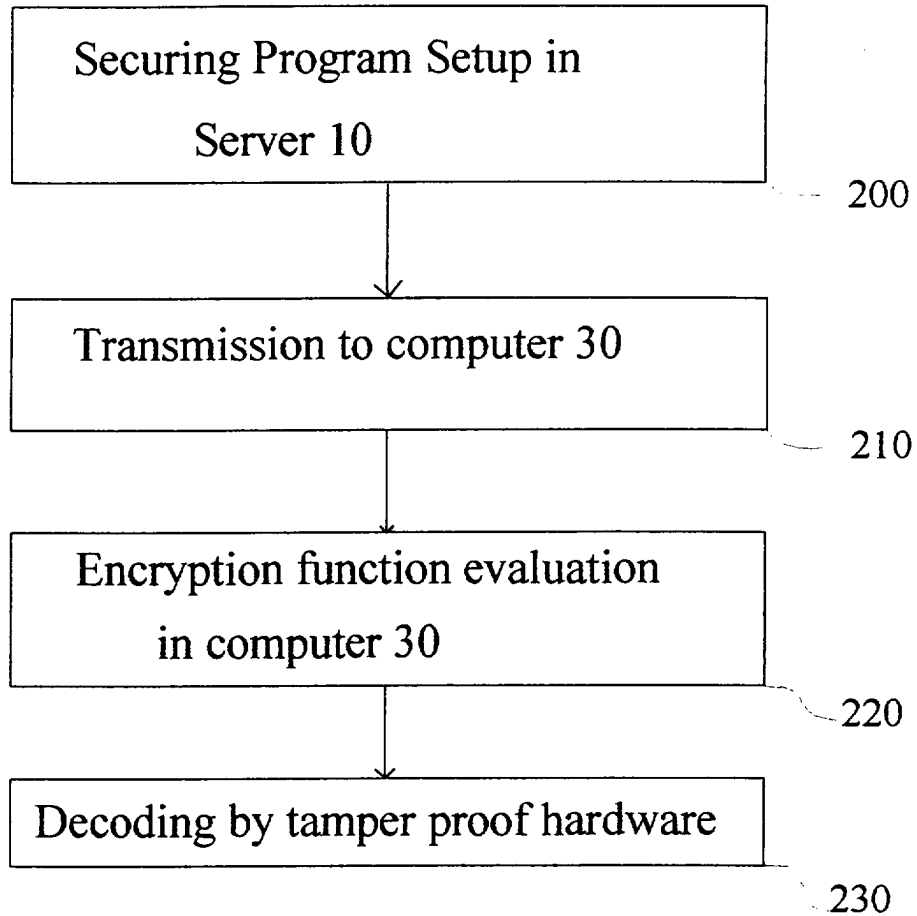 Securing Program Setup in
Server 10
200
Transmission to computer 30
210
Encryption function evaluation
in computer 30
220
Decoding by tamper proof hardware
230